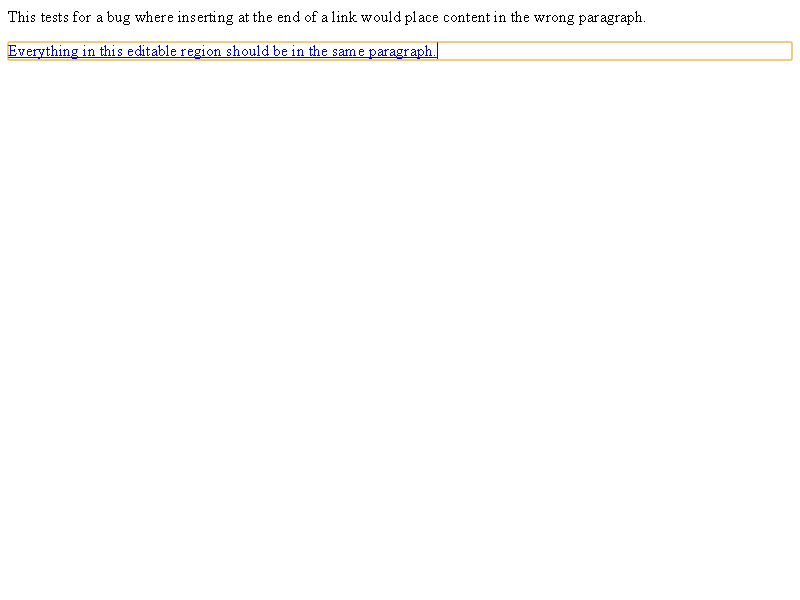 This tests for a bug where inserting at the end of a link would place content in the wrong paragraph.
Everything in this editable region should be in the same paragraph.